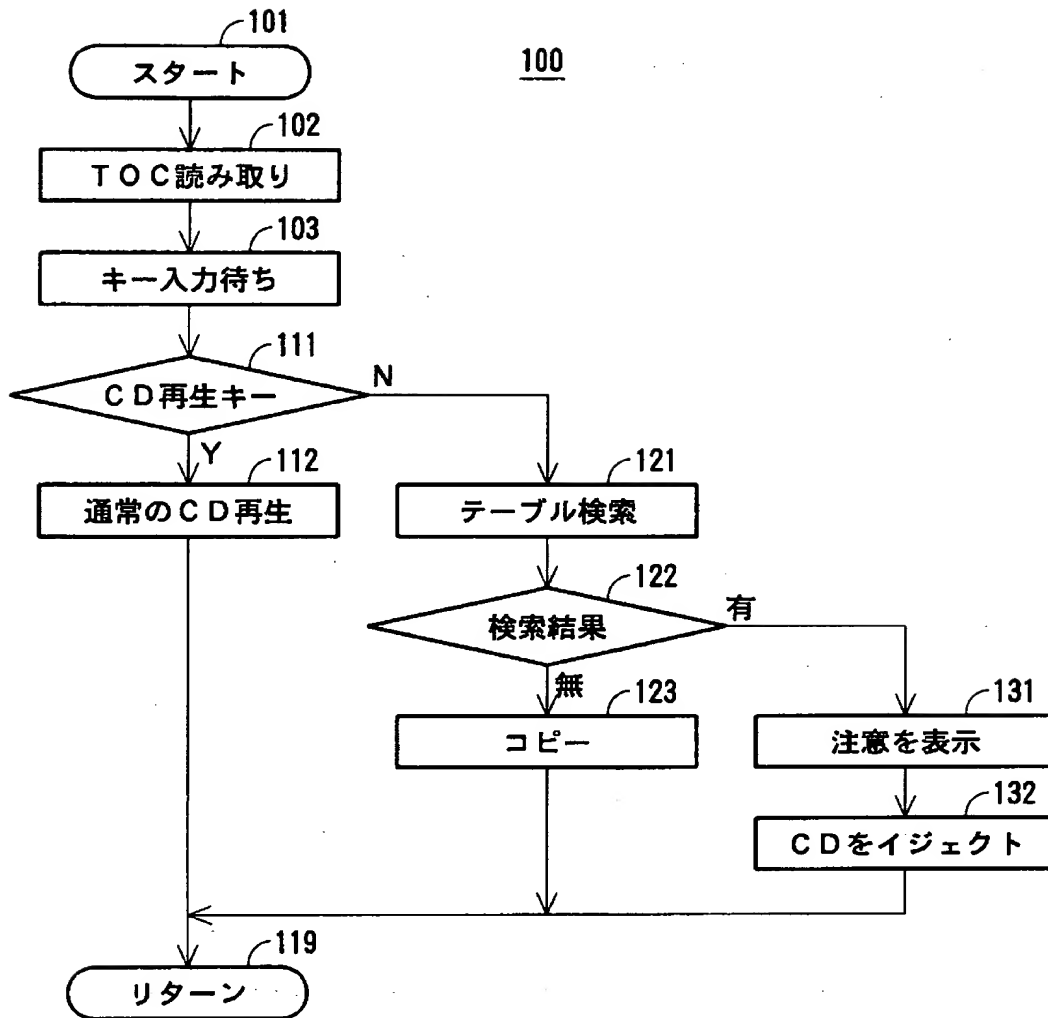 101
スタート
100
102
ＴＯＣ読み取り
103
キー入力待ち
111
ＣＤ再生キー
N
Y
112
通常のＣＤ再生
121
テーブル検索
122
検索結果
有
無
123
コピー
131
注意を表示
132
ＣＤをイジェクト
119
リターン